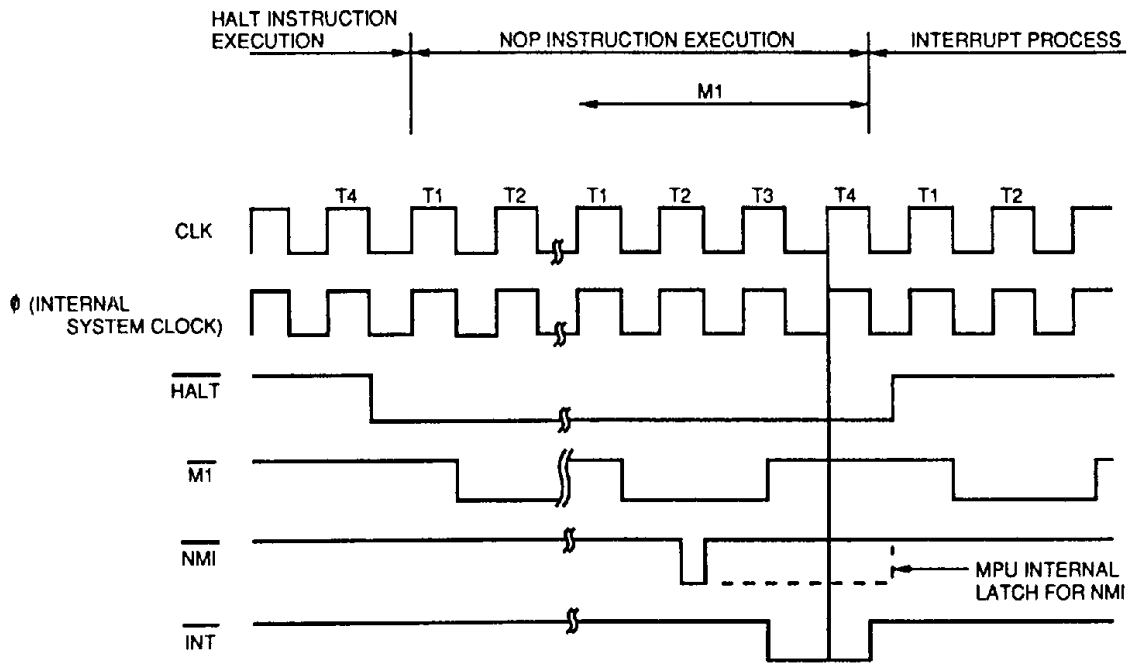 HALT INSTRUCTION
EXECUTION
NOP INSTRUCTION EXECUTION
INTERRUPT PROCESS
M1
T4 T1 T2 T1 T2 T3 T4 T1 T2
CLK
ϕ (INTERNAL
SYSTEM CLOCK)
HALT
M1
NMI
MPU INTERNAL
LATCH FOR NMI
INT